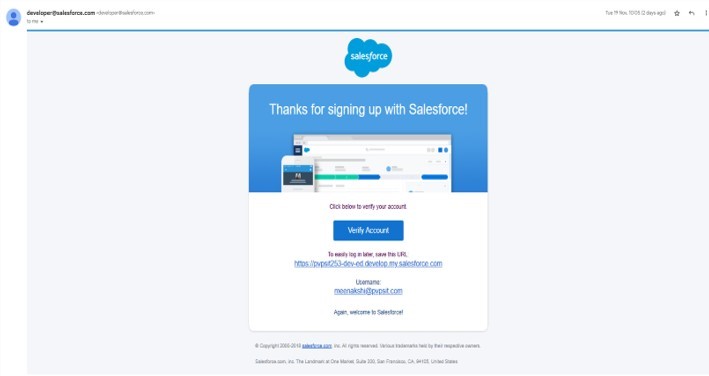 developer@salesforce.com <developer@salesforce.com>
Tue 19 Nov, 10:06 (2 days ago)
to me
salesforce
Thanks for signing up with Salesforce!
Click below to verify your account.
Verify Account
To easily log in later, save this URL:
https://pvpsit253-dev-ed.develop.my.salesforce.com
Username:
meenakshi@pvpsit.com
Again, welcome to Salesforce!
© Copyright 2000-2018 salesforce.com, inc. All rights reserved. Various trademarks held by their respective owners.
Salesforce.com, inc. The Landmark at One Market, Suite 300, San Francisco, CA, 94105, United States